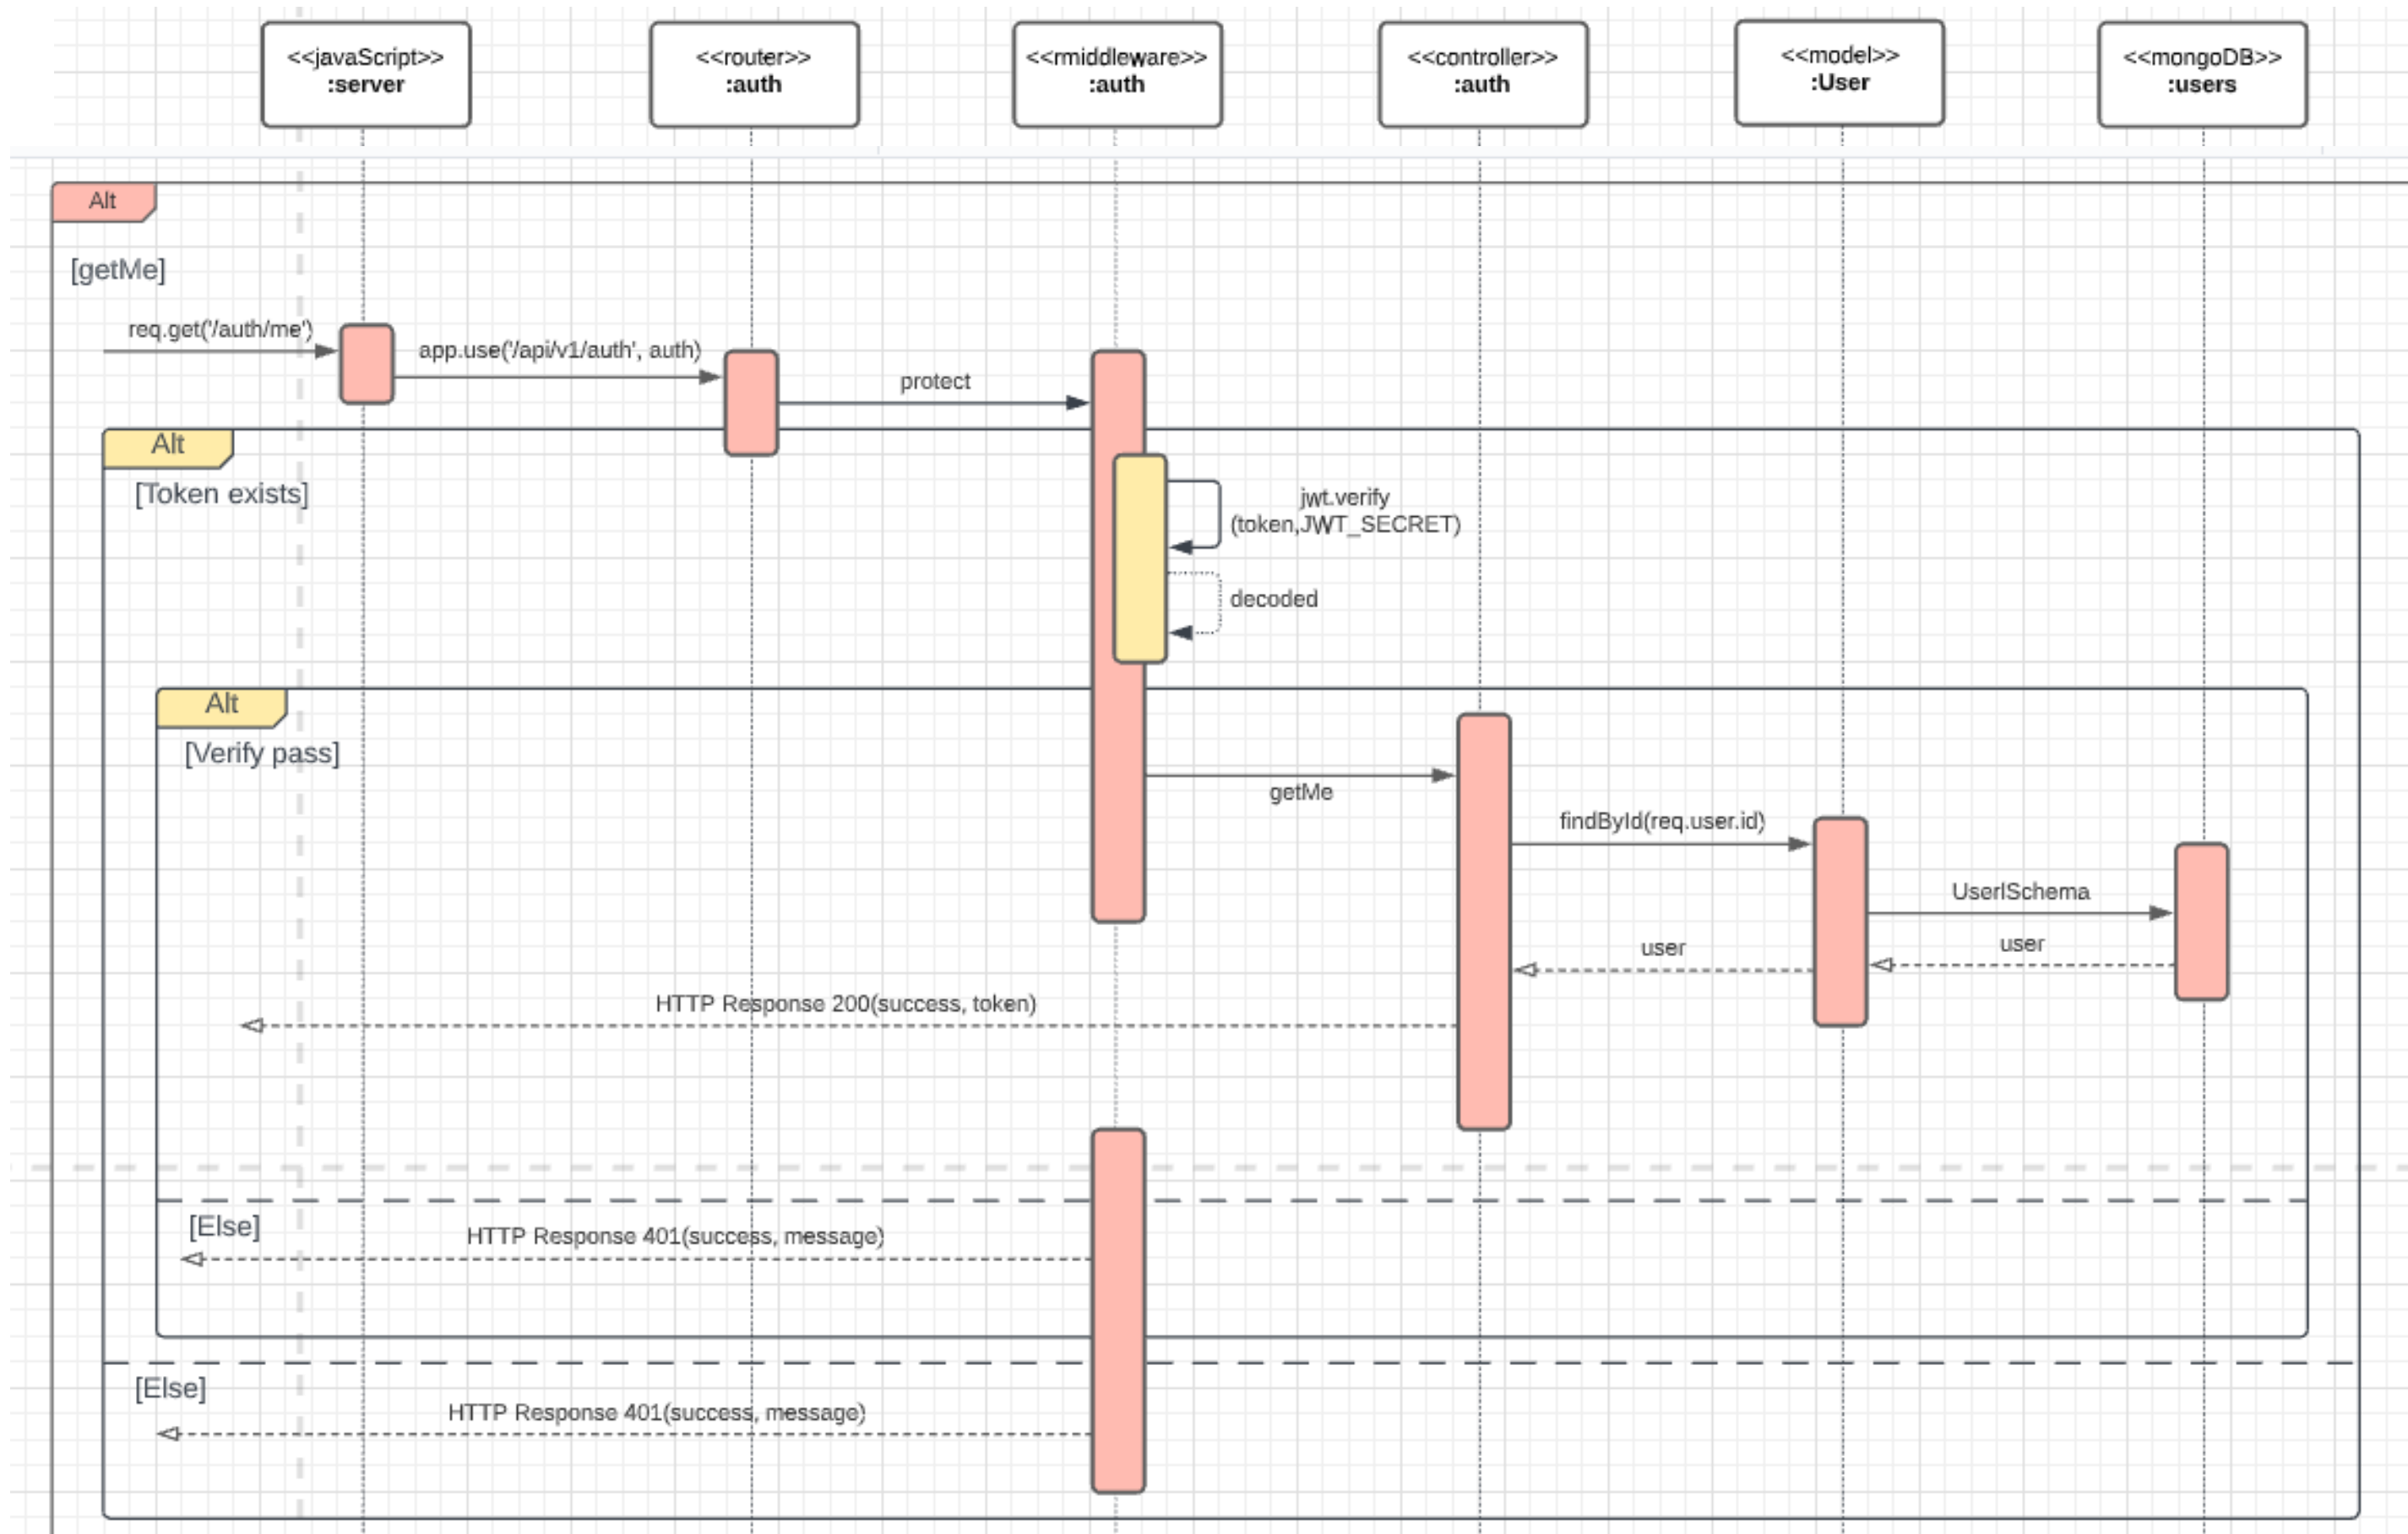 <<javaScript>>
:server
<<router>>
:auth
<<rmiddleware>>
:auth
<<controller>>
:auth
<<model>>
:User
<<mongoDB>>
:users
Alt
[getMe]
req.get('/auth/me')
app.use('/api/v1/auth', auth)
protect
Alt
[Token exists]
jwt.verify
(token,JWT_SECRET)
decoded
Alt
[Verify pass]
getMe
findById(req.user.id)
UserlSchema
user
user
HTTP Response 200(success, token)
[Else]
HTTP Response 401(success, message)
[Else]
HTTP Response 401(success, message)